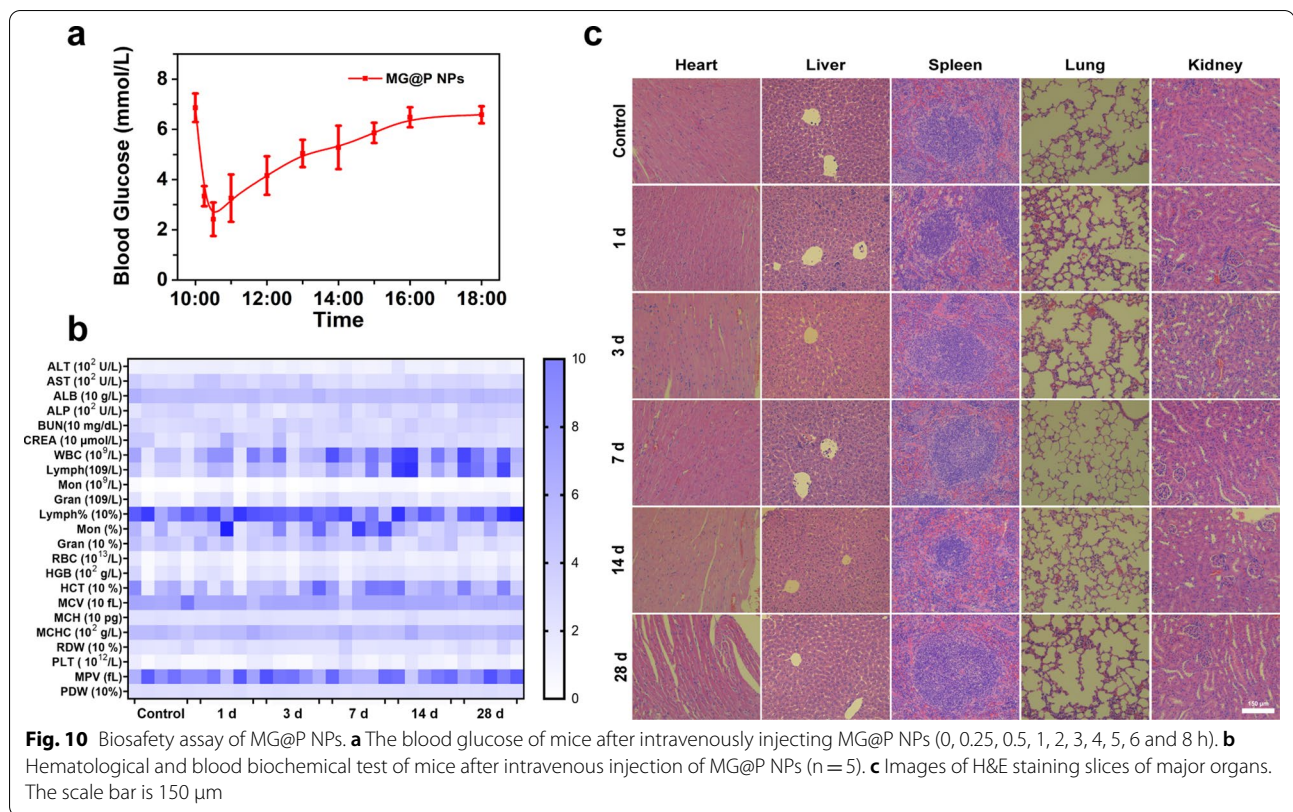 a
Blood Glucose (mmol/L)
8
6
4
2
0
MG@P NPs
10:00 12:00 14:00 16:00 18:00
Time
b
ALT (10² U/L)
AST (10² U/L)
ALB (10 g/L)
ALP (10² U/L)
BUN(10 mg/dL)
CREA (10 µmol/L)
WBC (10⁹/L)
Lymph(109/L)
Mon (10⁹/L)
Gran (109/L)
Lymph% (10%)
Mon (%)
Gran (10 %)
RBC (10¹³/L)
HGB (10² g/L)
HCT (10 %)
MCV (10 fL)
MCH (10 pg)
MCHC (10² g/L)
RDW (10 %)
PLT ( 10¹²/L)
MPV (fL)
PDW (10%)
Control 1 d 3 d 7 d 14 d 28 d
10
8
6
4
2
0
c
Heart Liver Spleen Lung Kidney
Control
1 d
3 d
7 d
14 d
28 d
150 µm
Fig. 10 Biosafety assay of MG@P NPs. a The blood glucose of mice after intravenously injecting MG@P NPs (0, 0.25, 0.5, 1, 2, 3, 4, 5, 6 and 8 h). b
Hematological and blood biochemical test of mice after intravenous injection of MG@P NPs (n = 5). c Images of H&E staining slices of major organs.
The scale bar is 150 µm